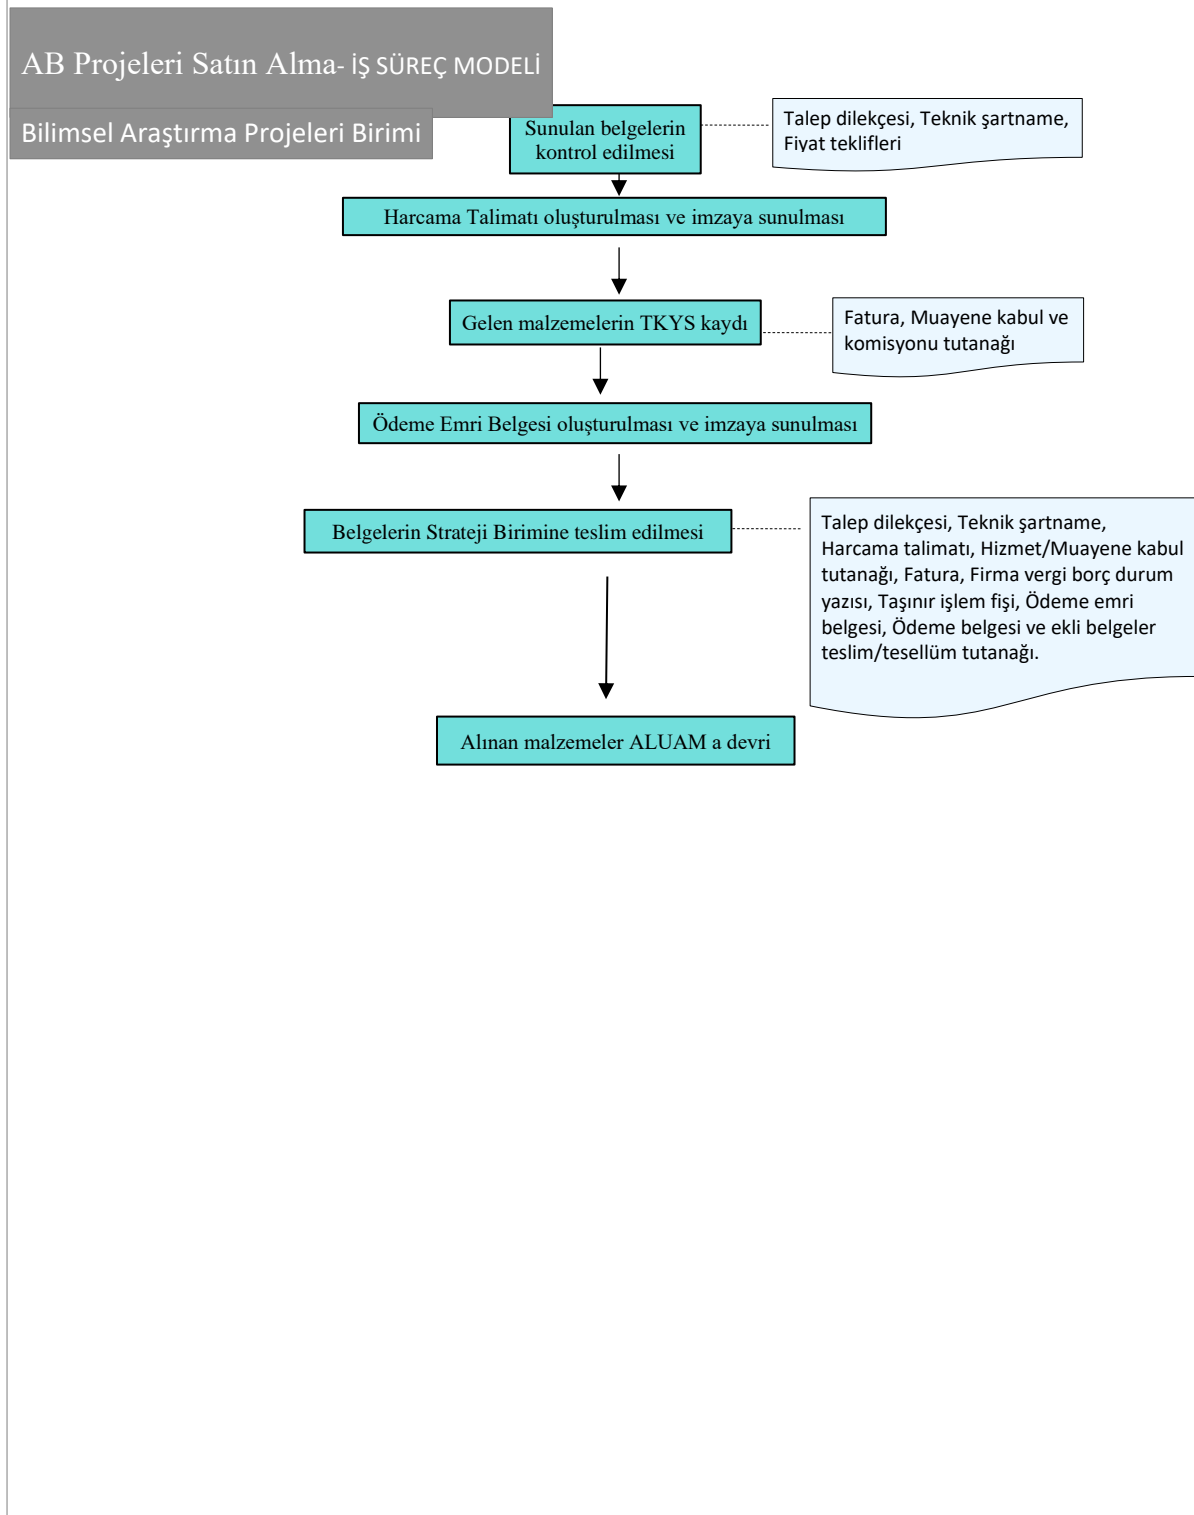 AB Projeleri Satın Alma- İŞ SÜREÇ MODELİ
Bilimsel Araştırma Projeleri Birimi
Sunulan belgelerin
kontrol edilmesi
Talep dilekçesi, Teknik şartname,
Fiyat teklifleri
Harcama Talimatı oluşturulması ve imzaya sunulması
Gelen malzemelerin TKYS kaydı
Fatura, Muayene kabul ve
komisyonu tutanağı
Ödeme Emri Belgesi oluşturulması ve imzaya sunulması
Belgelerin Strateji Birimine teslim edilmesi
Talep dilekçesi, Teknik şartname,
Harcama talimatı, Hizmet/Muayene kabul
tutanağı, Fatura, Firma vergi borç durum
yazısı, Taşınır işlem fişi, Ödeme emri
belgesi, Ödeme belgesi ve ekli belgeler
teslim/tesellüm tutanağı.
Alınan malzemeler ALUAM a devri